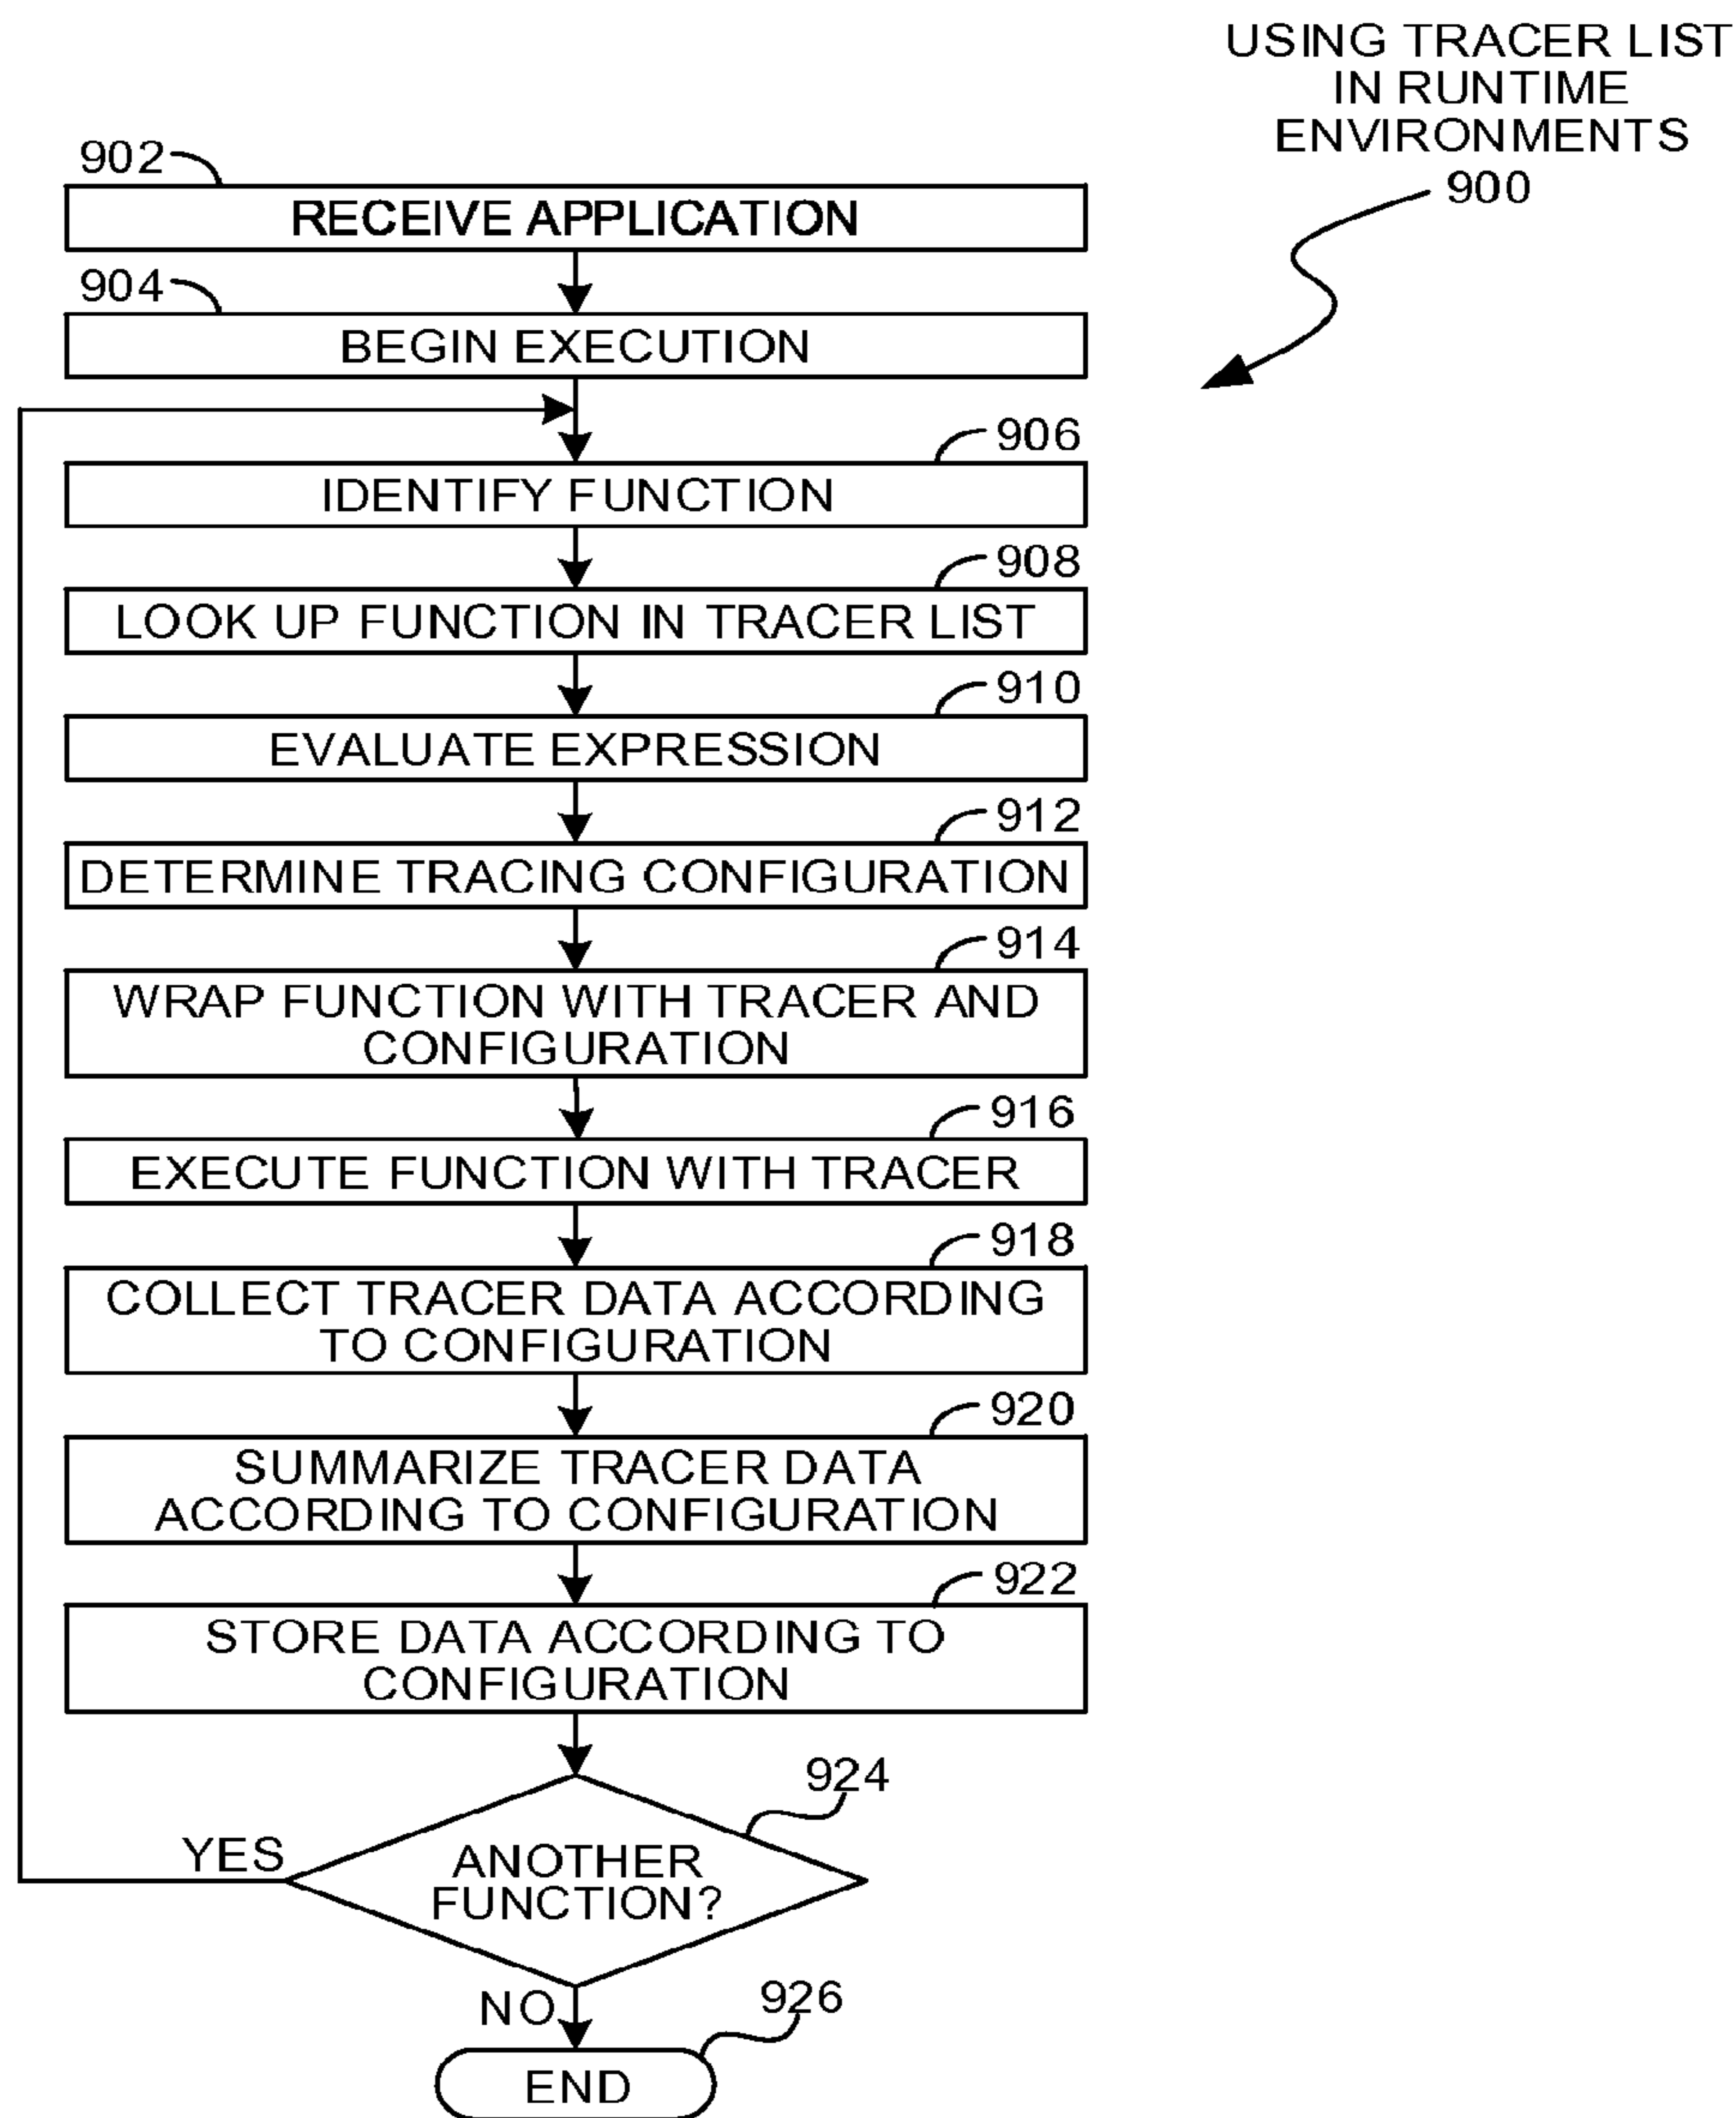 USING TRACER LIST
IN RUNTIME
ENVIRONMENTS
900
902
RECEIVE APPLICATION
904
BEGIN EXECUTION
906
IDENTIFY FUNCTION
908
LOOK UP FUNCTION IN TRACER LIST
910
EVALUATE EXPRESSION
912
DETERMINE TRACING CONFIGURATION
914
WRAP FUNCTION WITH TRACER AND
CONFIGURATION
916
EXECUTE FUNCTION WITH TRACER
918
COLLECT TRACER DATA ACCORDING
TO CONFIGURATION
920
SUMMARIZE TRACER DATA
ACCORDING TO CONFIGURATION
922
STORE DATA ACCORDING TO
CONFIGURATION
924
YES
ANOTHER
FUNCTION?
NO
926
END